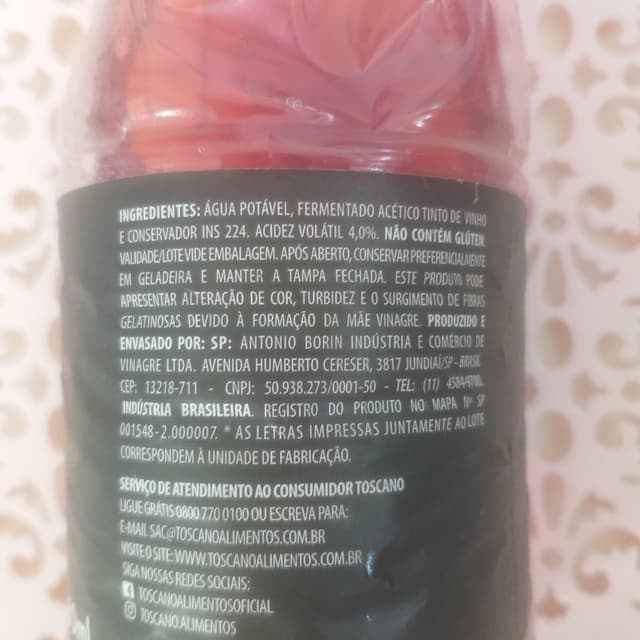 INGREDIENTES: ÁGUA POTÁVEL, FERMENTADO ACÉTICO TINTO DE VINHO
E CONSERVADOR INS 224. ACIDEZ VOLÁTIL 4,0%. NÃO CONTÉM GLÚTEN.
VALIDADE/LOTE VIDE EMBALAGEM. APÓS ABERTO, CONSERVAR PREFERENCIALMENTE
EM GELADEIRA E MANTER A TAMPA FECHADA. ESTE PRODUTO PODE
APRESENTAR ALTERAÇÃO DE COR, TURBIDEZ E O SURGIMENTO DE FIBRAS
GELATINOSAS DEVIDO À FORMAÇÃO DA MÃE VINAGRE. PRODUZIDO E
ENVASADO POR: SP: ANTONIO BORIN INDÚSTRIA E COMÉRCIO DE
VINAGRE LTDA. AVENIDA HUMBERTO CERESER, 3817 JUNDIAÍ/SP - BRASIL
CEP: 13218-711 - CNPJ: 50.938.273/0001-50 - TEL: (11)
INDÚSTRIA BRASILEIRA. REGISTRO DO PRODUTO NO MAPA Nº SP
001548-2.000007. * AS LETRAS IMPRESSAS JUNTAMENTE AO LOTE
CORRESPONDEM À UNIDADE DE FABRICAÇÃO.
SERVIÇO DE ATENDIMENTO AO CONSUMIDOR TOSCANO
LIGUE GRÁTIS 0800 770 0100 OU ESCREVA PARA:
E-MAIL SAC@TOSCANOALIMENTOS.COM.BR
VISITE O SITE: WWW.TOSCANOALIMENTOS.COM.BR
SIGA NOSSAS REDES SOCIAIS:
TOSCANOALIMENTOSOFICIAL
TOSCANO.ALIMENTOS